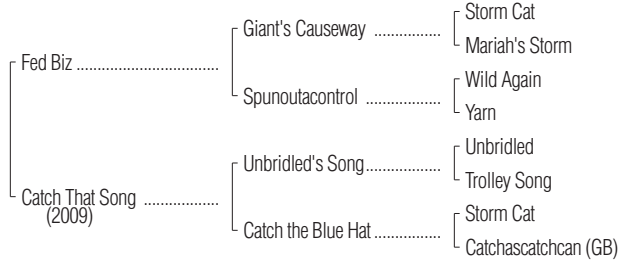 Storm Cat
Giant's Causeway ................
Mariah's Storm
Fed Biz ..................................
Wild Again
Spunoutacontrol ..................
Yarn
Unbridled
Unbridled's Song..................
Trolley Song
Catch That Song ..................
(2009)
Storm Cat
Catch the Blue Hat................
Catchascatchcan (GB)